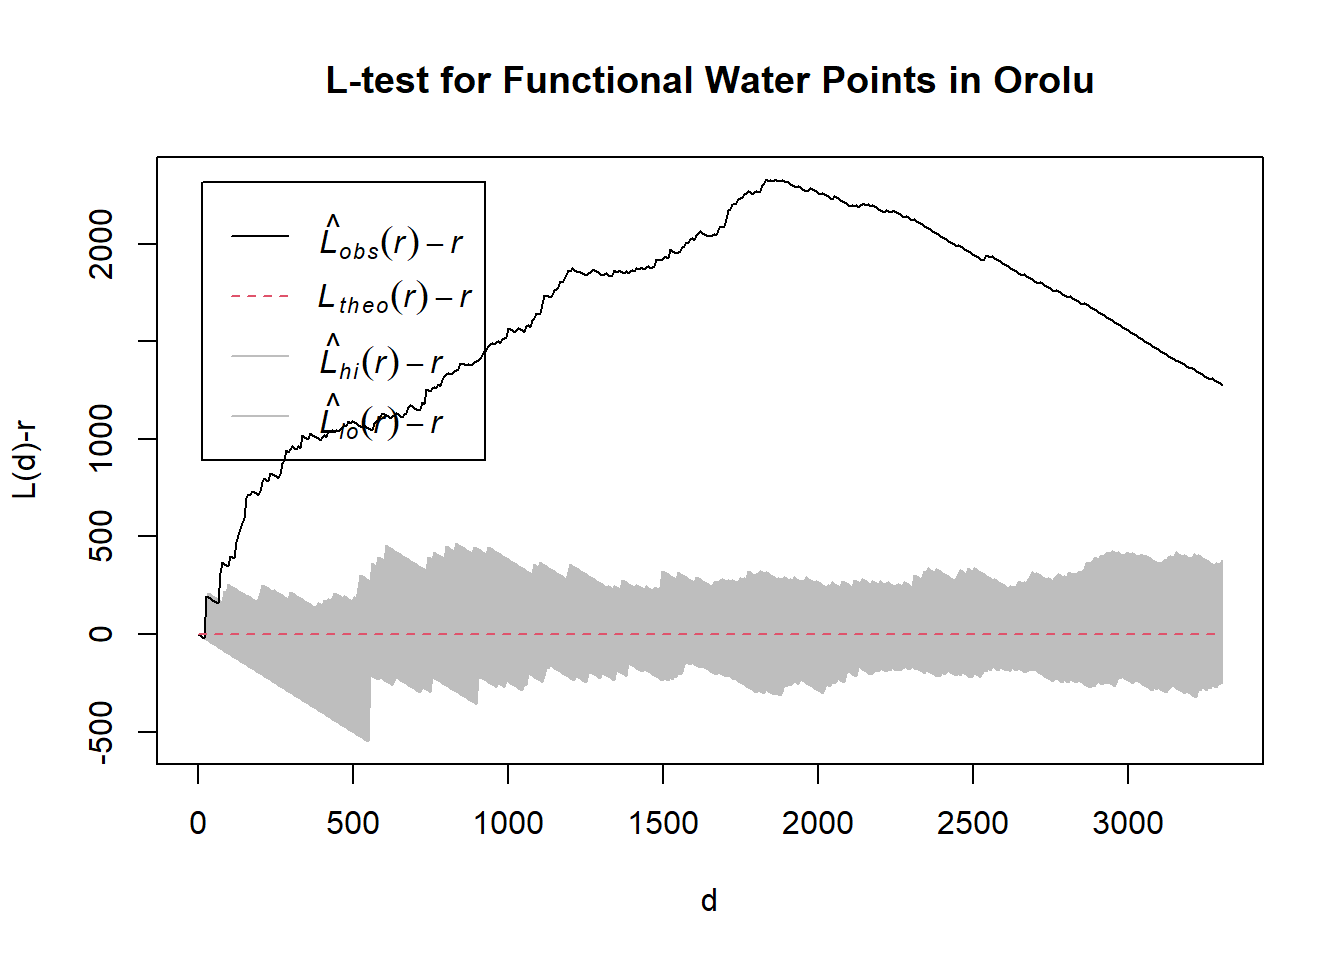 L-test for Functional Water Points in Orolu
L̂obs(r) – r
Ltheo(r) – r
L̂hi(r) – r
L̂lo(r) – r
L(d)-r
2000
1000
500
0
-500
0 500 1000 1500 2000 2500 3000
d